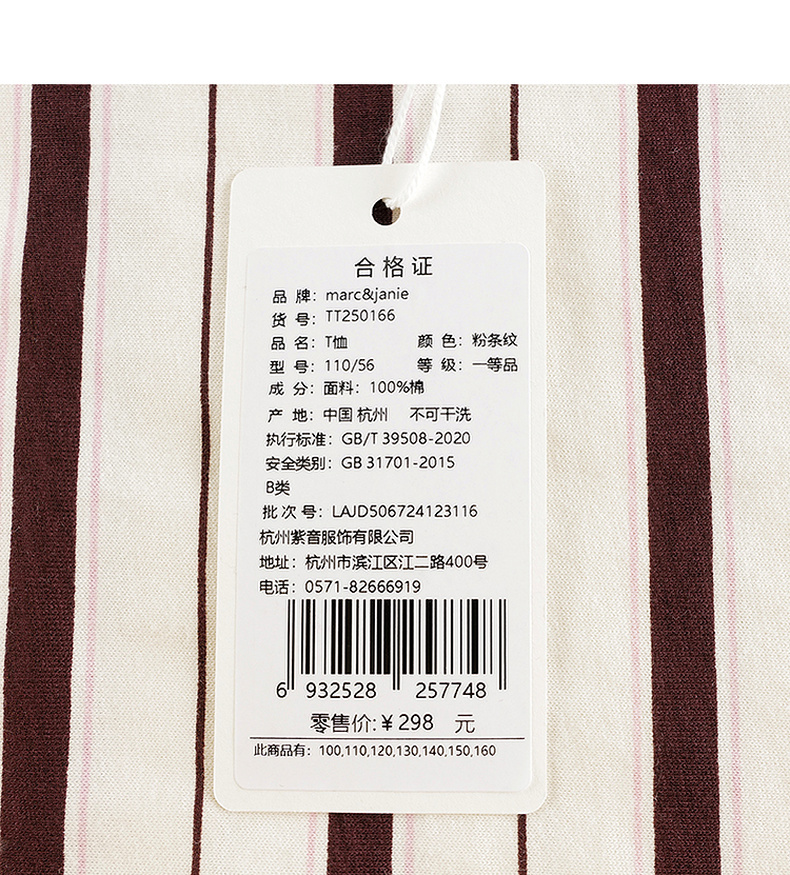 合格证
品 牌：marc&janie
货 号：TT250166
品 名：T恤 颜 色：粉条纹
型 号：110/56 等 级：一等品
成 分：面料：100%棉
产 地：中国 杭州 不可干洗
执行标准：GB/T 39508-2020
安全类别：GB 31701-2015
B类
批 次 号：LAJD506724123116
杭州紫音服饰有限公司
地址：杭州市滨江区江二路400号
电话：0571-82666919
6 932528 257748
零售价:￥298 元
此商品有：100,110,120,130,140,150,160